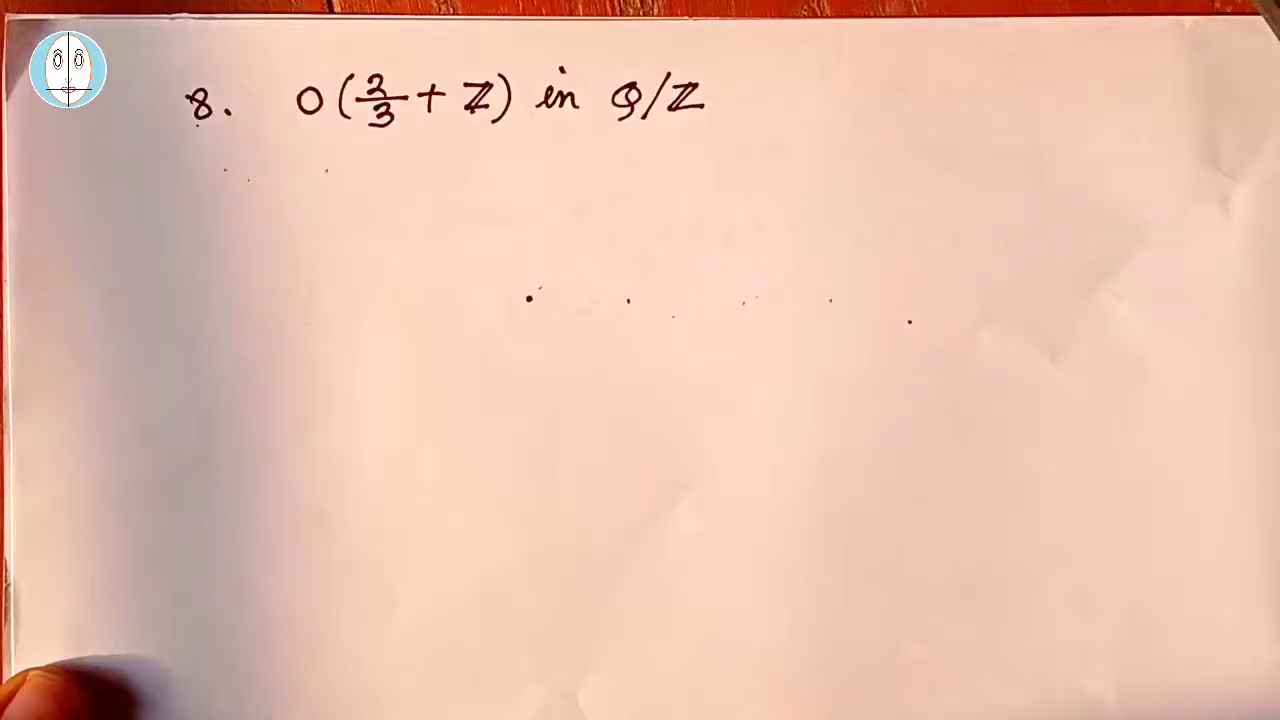 8. O(2/3 + ℤ) in ℚ/ℤ